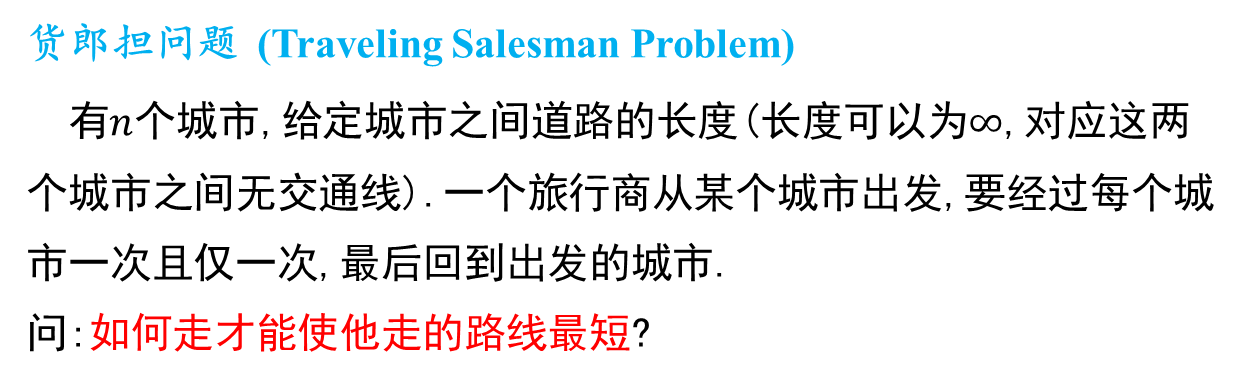 货郎担问题 (Traveling Salesman Problem)
有n个城市, 给定城市之间道路的长度(长度可以为∞, 对应这两
个城市之间无交通线). 一个旅行商从某个城市出发, 要经过每个城
市一次且仅一次, 最后回到出发的城市.
问:如何走才能使他走的路线最短?